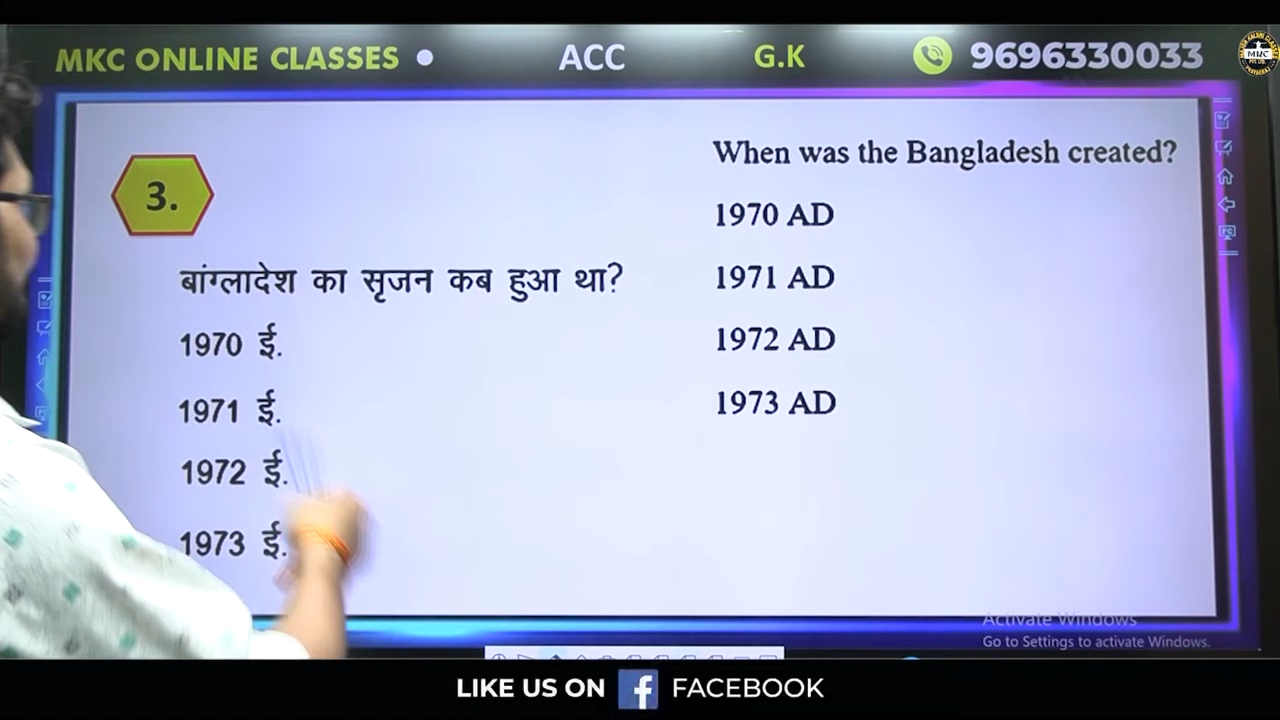 MKC ONLINE CLASSES • ACC G.K 9696330033
MKC
3.
बांग्लादेश का सृजन कब हुआ था?
1970 ई.
1971 ई.
1972 ई.
1973 ई.
When was the Bangladesh created?
1970 AD
1971 AD
1972 AD
1973 AD
Activate Windows
Go to Settings to activate Windows.
LIKE US ON f FACEBOOK